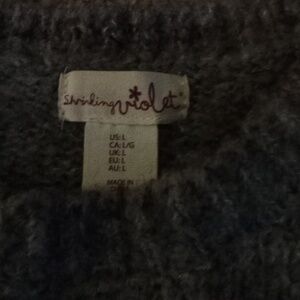 Shrinking violet
US: L
CA: L/G
UK: L
EU: L
AU: L
MADE IN